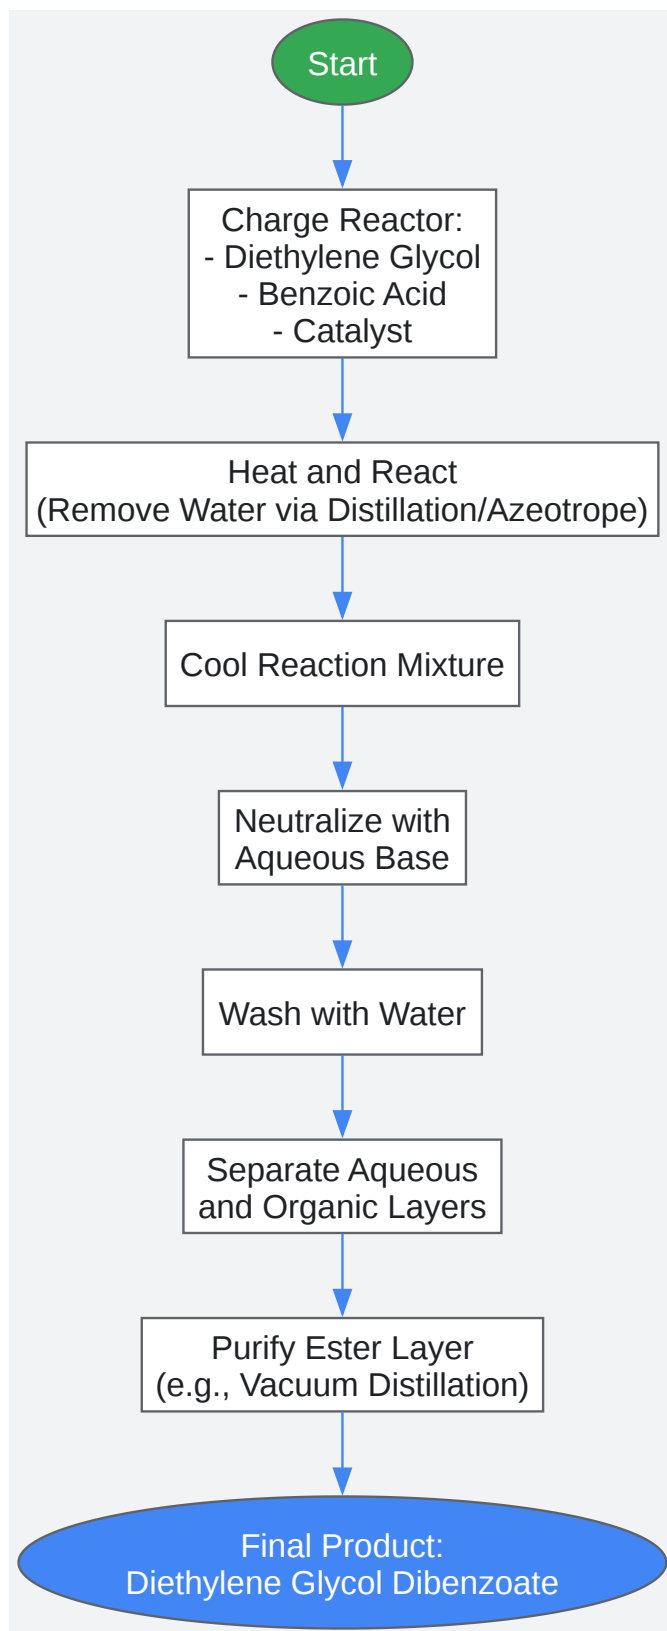 Start
Charge Reactor:
- Diethylene Glycol
- Benzoic Acid
- Catalyst
Heat and React
(Remove Water via Distillation/Azeotrope)
Cool Reaction Mixture
Neutralize with
Aqueous Base
Wash with Water
Separate Aqueous
and Organic Layers
Purify Ester Layer
(e.g., Vacuum Distillation)
Final Product:
Diethylene Glycol Dibenzoate